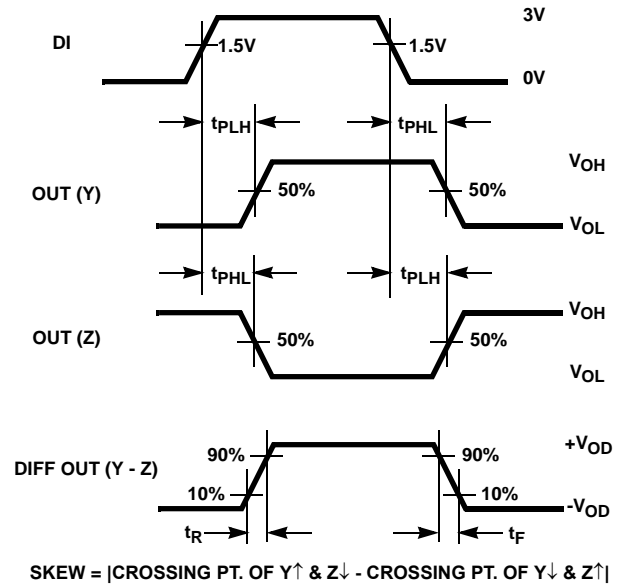 3V
DI
1.5V
1.5V
0V
tPLH
tPHL
VOH
OUT (Y)
50%
50%
VOL
tPHL
tPLH
VOH
OUT (Z)
50%
50%
VOL
+VOD
DIFF OUT (Y - Z)
90%
90%
10%
10%
-VOD
tR
tF
SKEW = |CROSSING PT. OF Y↑ & Z↓ - CROSSING PT. OF Y↓ & Z↑|